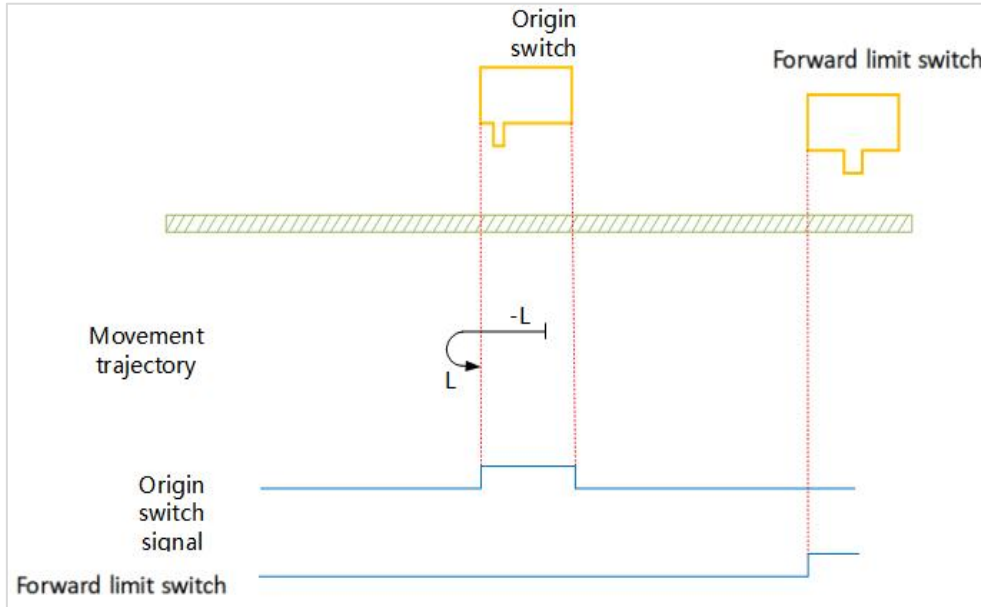 Origin
switch
Forward limit switch
-L
Movement
trajectory
L
Origin
switch
signal
Forward limit switch